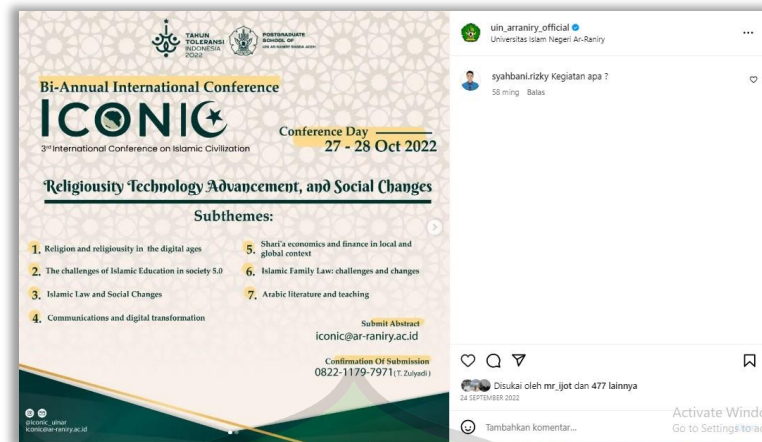 TAHUN
TOLERANSI
INDONESIA
2022
POSTGRADUATE
SCHOOL OF
Bi-Annual International Conference
ICONIC
3rd International Conference on Islamic Civilization
Conference Day
27 - 28 Oct 2022
Religiousity Technology Advancement, and Social Changes
Subthemes:
1. Religion and religiousity in the digital ages
2. The challenges of Islamic Education in society 5.0
3. Islamic Law and Social Changes
4. Communications and digital transformation
5. Shari'a economics and finance in local and
global context
6. Islamic Family Law: challenges and changes
7. Arabic literature and teaching
Submit Abstract
iconic@ar-raniry.ac.id
Confirmation Of Submission
0822-1179-7971 (T. Zulyadi)
@iconic_uinar
iconic@ar-raniry.ac.id
uin_arraniry_official
Universitas Islam Negeri Ar-Raniry
syahbani.rizky Kegiatan apa ?
58 ming Balas
Disukai oleh mr_ijot dan 477 lainnya
24 SEPTEMBER 2022
Tambahkan komentar...
Activate Windo
Go to Settings to ac